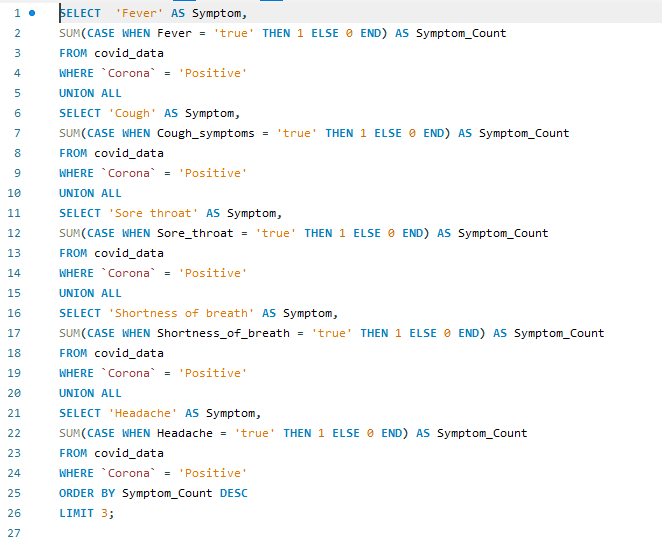 1 SELECT  'Fever' AS Symptom,
2 SUM(CASE WHEN Fever = 'true' THEN 1 ELSE 0 END) AS Symptom_Count
3 FROM covid_data
4 WHERE `Corona` = 'Positive'
5 UNION ALL
6 SELECT 'Cough' AS Symptom,
7 SUM(CASE WHEN Cough_symptoms = 'true' THEN 1 ELSE 0 END) AS Symptom_Count
8 FROM covid_data
9 WHERE `Corona` = 'Positive'
10 UNION ALL
11 SELECT 'Sore throat' AS Symptom,
12 SUM(CASE WHEN Sore_throat = 'true' THEN 1 ELSE 0 END) AS Symptom_Count
13 FROM covid_data
14 WHERE `Corona` = 'Positive'
15 UNION ALL
16 SELECT 'Shortness of breath' AS Symptom,
17 SUM(CASE WHEN Shortness_of_breath = 'true' THEN 1 ELSE 0 END) AS Symptom_Count
18 FROM covid_data
19 WHERE `Corona` = 'Positive'
20 UNION ALL
21 SELECT 'Headache' AS Symptom,
22 SUM(CASE WHEN Headache = 'true' THEN 1 ELSE 0 END) AS Symptom_Count
23 FROM covid_data
24 WHERE `Corona` = 'Positive'
25 ORDER BY Symptom_Count DESC
26 LIMIT 3;
27